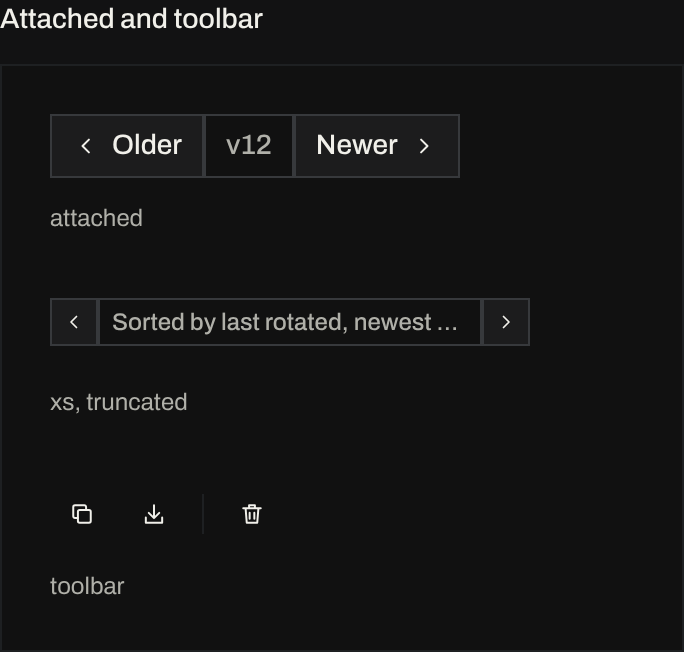 Attached and toolbar
Older v12 Newer
attached
Sorted by last rotated, newest ...
xs, truncated
toolbar